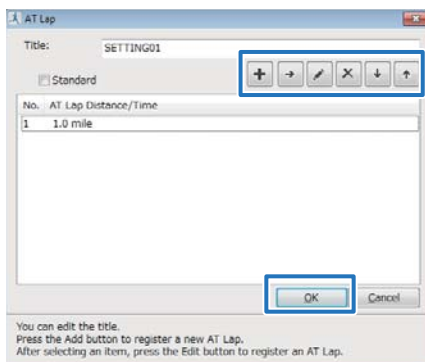 AT Lap
Title: SETTING01
Standard
No. AT Lap Distance/Time
1 1.0 mile
OK Cancel
You can edit the title.
Press the Add button to register a new AT Lap.
After selecting an item, press the Edit button to register an AT Lap.